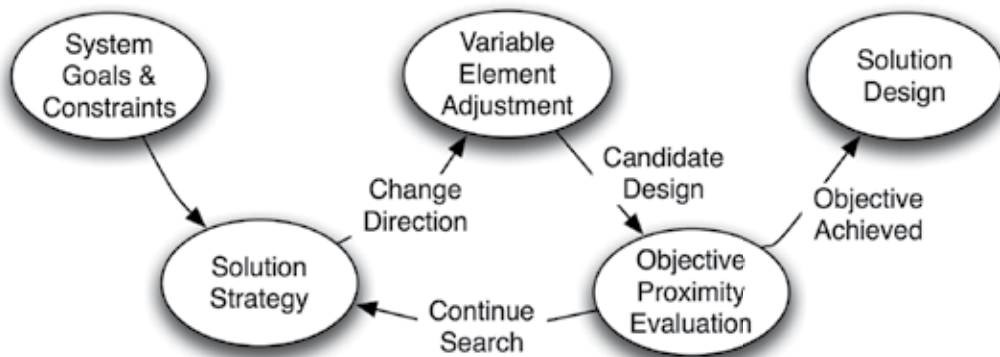 System
Goals &
Constraints
Variable
Element
Adjustment
Solution
Design
Change
Direction
Candidate
Design
Objective
Achieved
Solution
Strategy
Continue
Search
Objective
Proximity
Evaluation